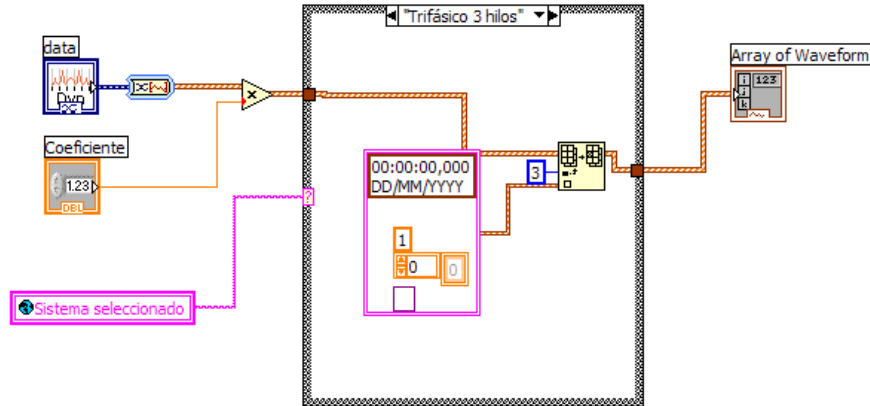 "Trifásico 3 hilos"
data
Array of Waveform
123
i
j
k
Coeficiente
1.23
DBL
?
00:00:00,000
DD/MM/YYYY
3
1
0
0
Sistema seleccionado